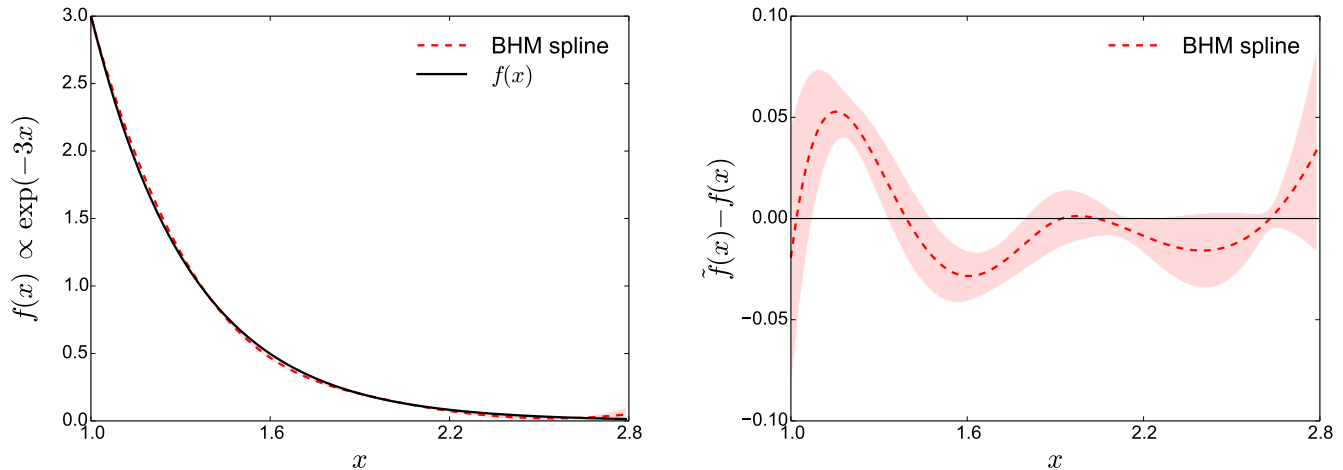 3.0
2.5
2.0
1.5
1.0
0.5
0.0
f(x) ∝ exp(−3x)
BHM spline
f(x)
1.0 1.6 2.2 2.8
x
0.10
0.05
0.00
−0.05
−0.10
f̃(x)−f(x)
BHM spline
1.0 1.6 2.2 2.8
x